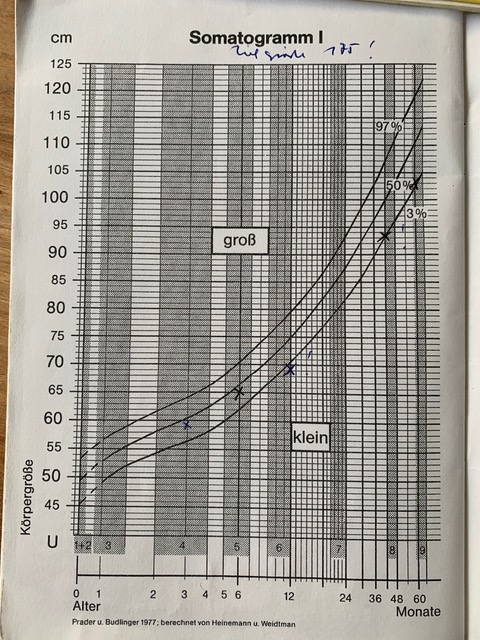 cm
Somatogramm I
Zielgröße 175!
125
120
115
110
105
100
95
90
85
80
75
70
65
60
55
50
45
97%
50%
3%
groß
klein
Körpergröße
U 1+2 3 4 5 6 7 8 9
0 1 2 3 4 5 6 12 24 36 48 60
Alter Monate
Prader u. Budlinger 1977; berechnet von Heinemann u. Weidtman